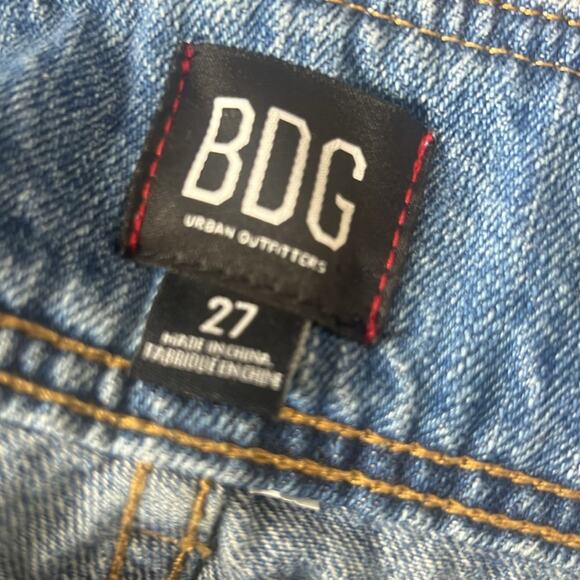 BDG
URBAN OUTFITTERS
27
MADE IN CHINA
FABRIQUÉ EN CHINE